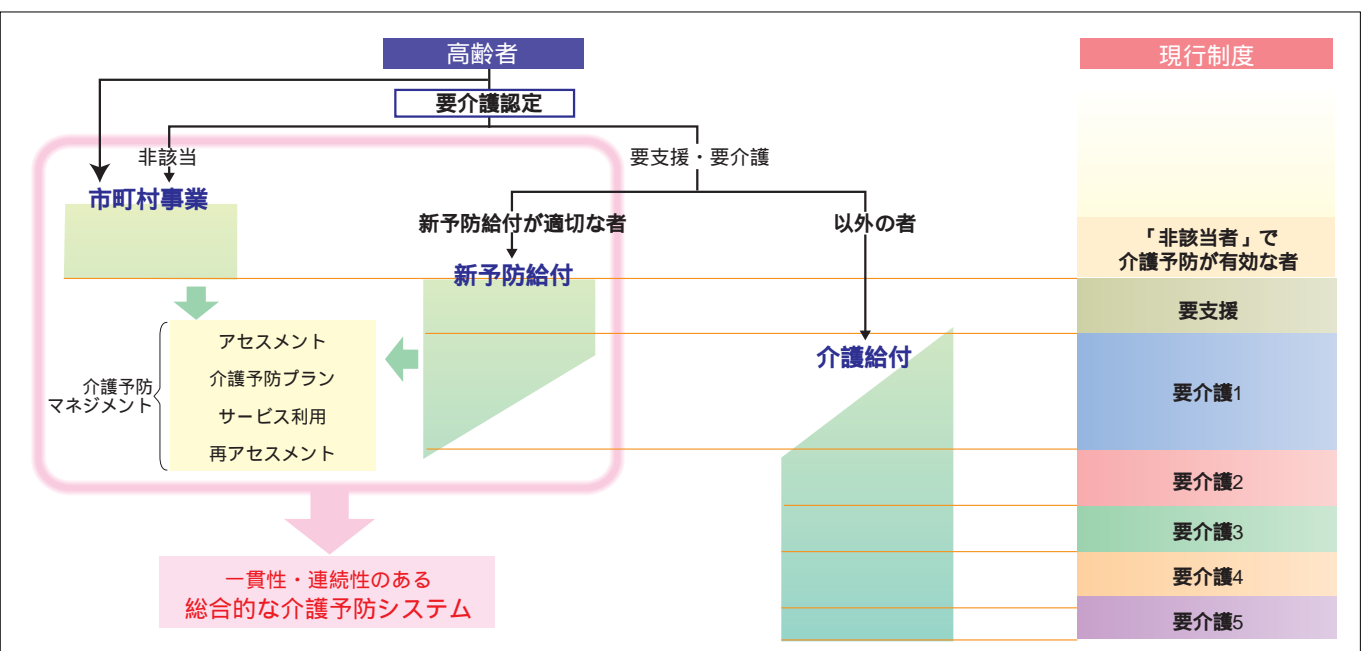 高齢者
現行制度
要介護認定
非該当
要支援・要介護
市町村事業
新予防給付が適切な者
以外の者
「非該当者」で
介護予防が有効な者
新予防給付
要支援
アセスメント
介護予防プラン
サービス利用
再アセスメント
介護予防
マネジメント
介護給付
要介護1
要介護2
要介護3
要介護4
要介護5
一貫性・連続性のある
総合的な介護予防システム